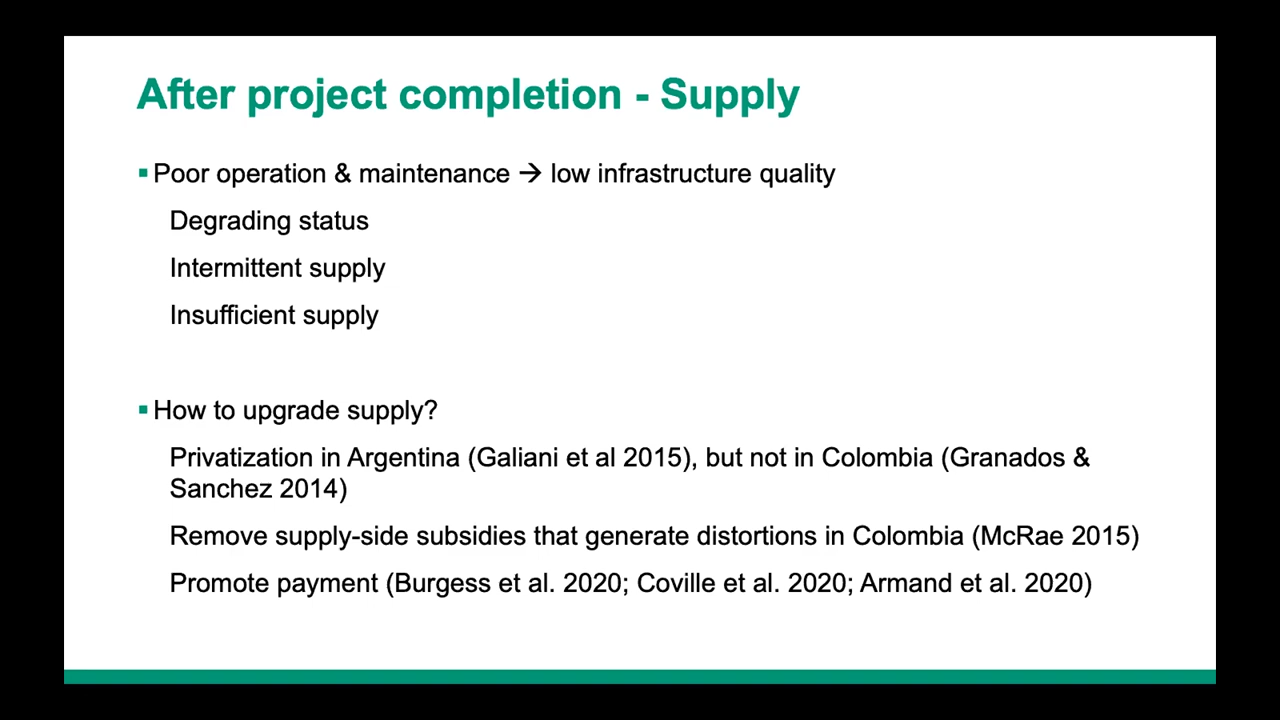 After project completion - Supply
▪ Poor operation & maintenance → low infrastructure quality
Degrading status
Intermittent supply
Insufficient supply
▪ How to upgrade supply?
Privatization in Argentina (Galiani et al 2015), but not in Colombia (Granados &
Sanchez 2014)
Remove supply-side subsidies that generate distortions in Colombia (McRae 2015)
Promote payment (Burgess et al. 2020; Coville et al. 2020; Armand et al. 2020)